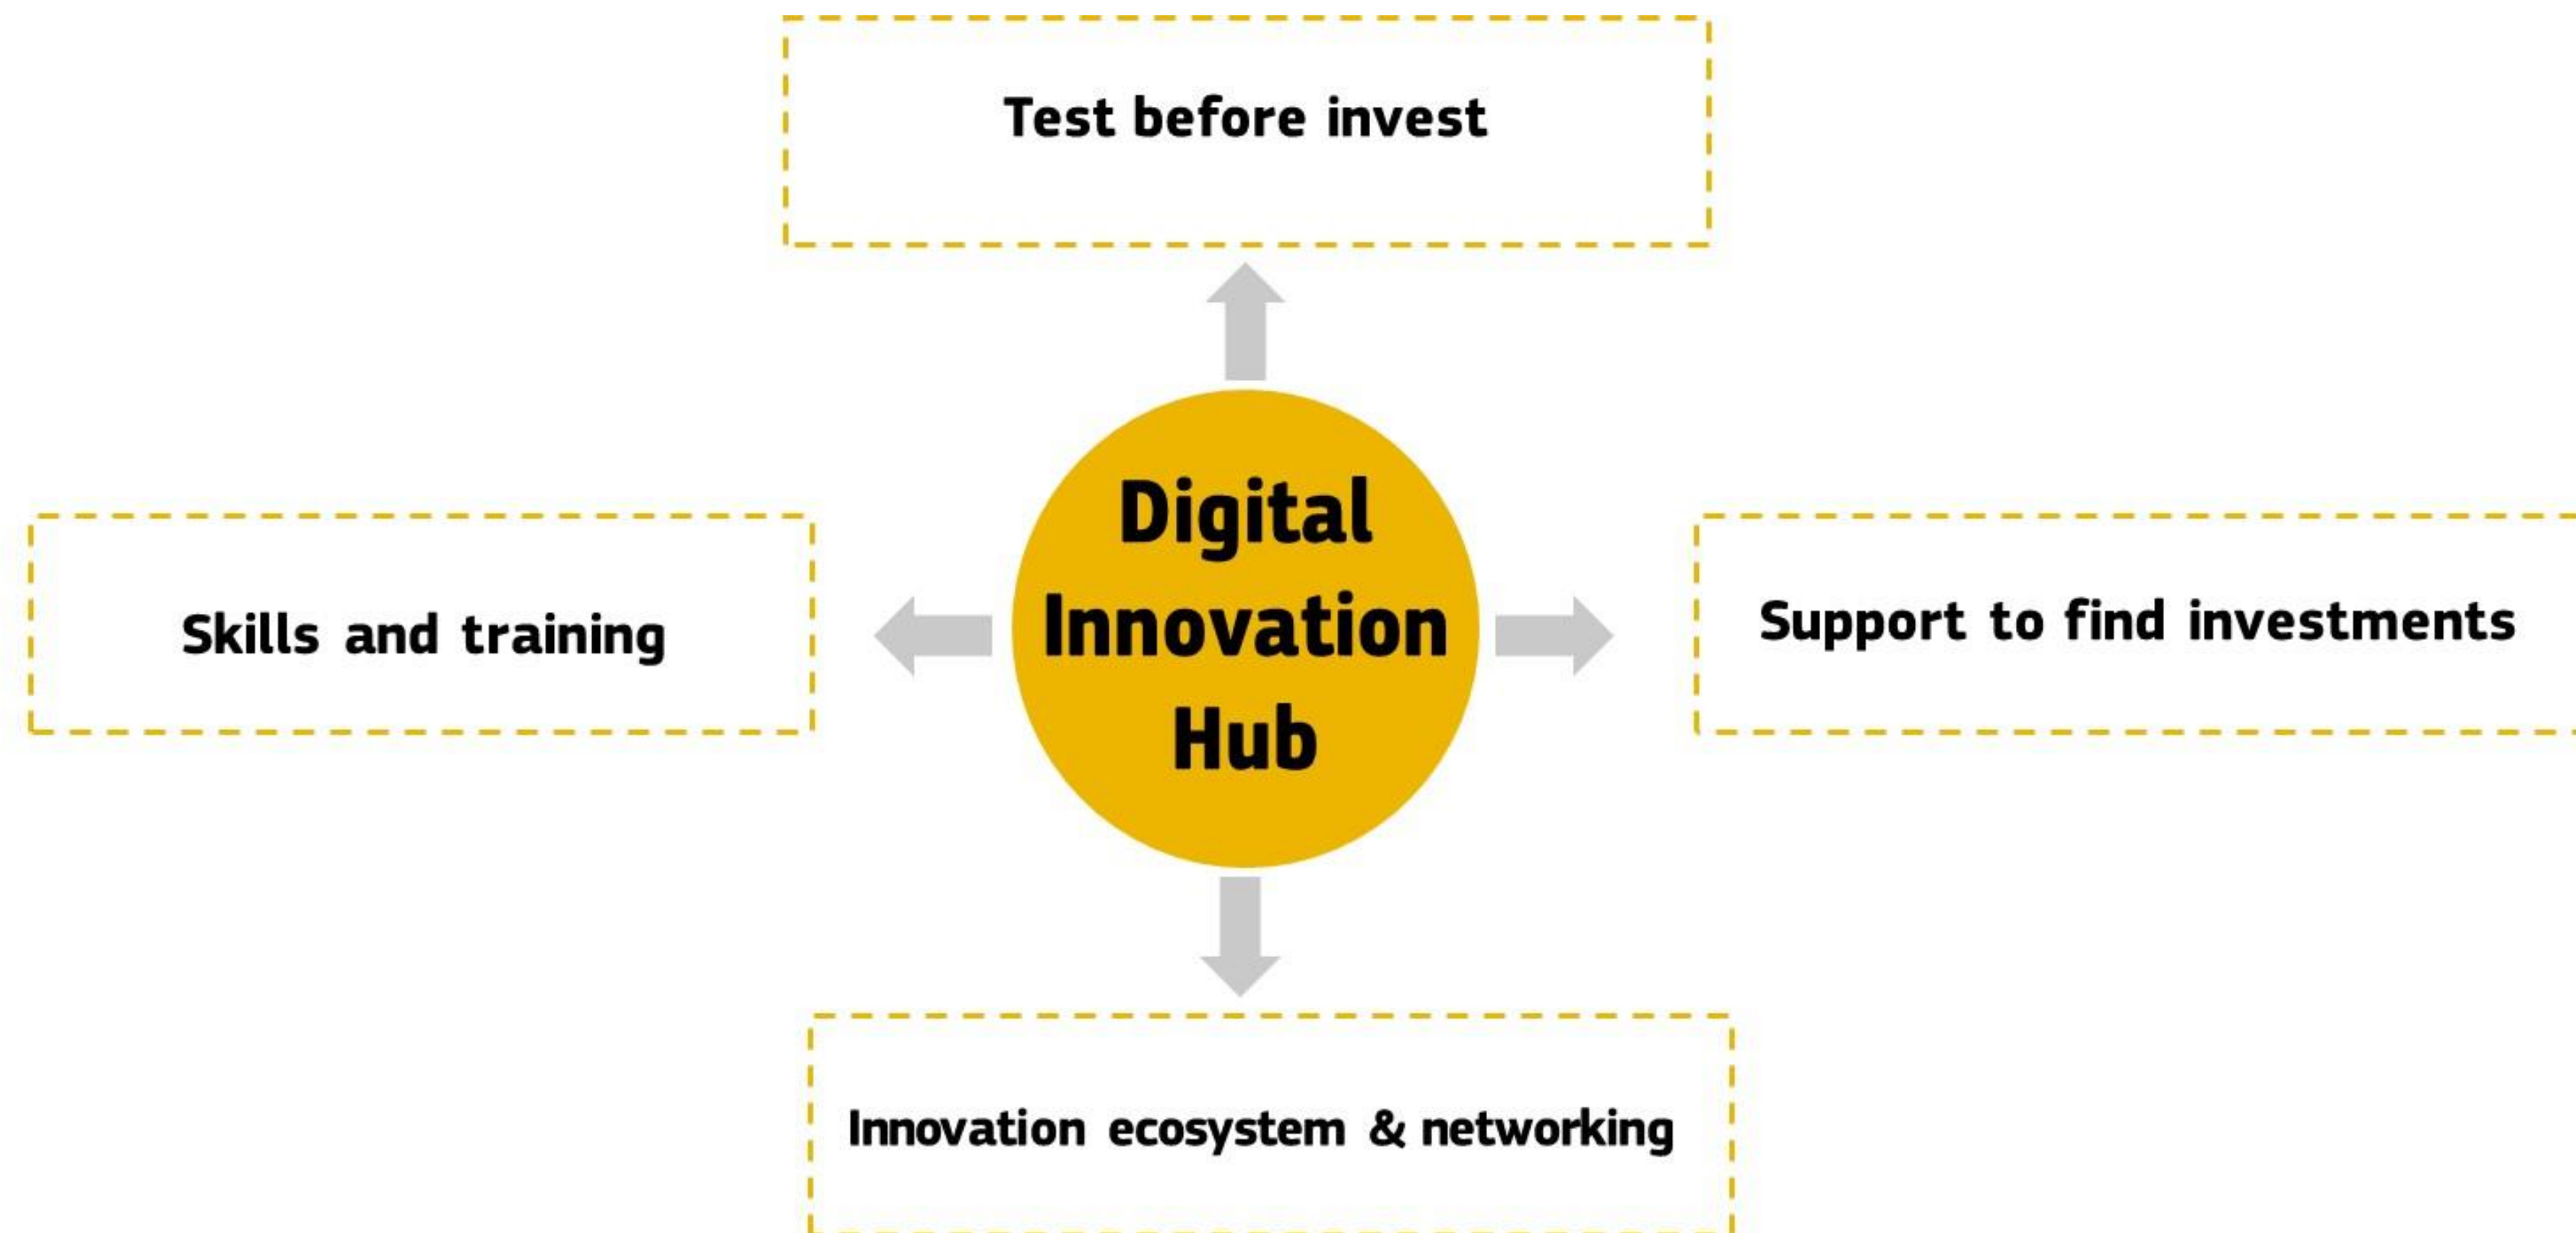 Test before invest
Digital
Innovation
Hub
Skills and training
Support to find investments
Innovation ecosystem & networking